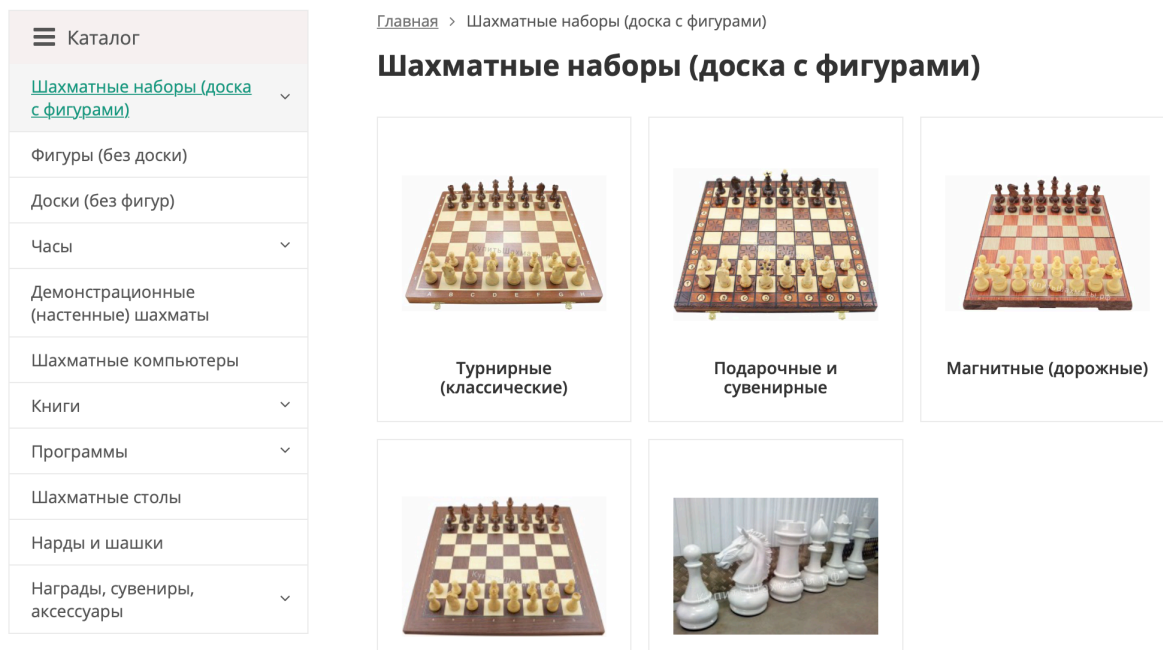 Каталог
Шахматные наборы (доска
с фигурами)
Фигуры (без доски)
Доски (без фигур)
Часы
Демонстрационные
(настенные) шахматы
Шахматные компьютеры
Книги
Программы
Шахматные столы
Нарды и шашки
Награды, сувениры,
аксессуары
Главная > Шахматные наборы (доска с фигурами)
Шахматные наборы (доска с фигурами)
A B C D E F G H
Турнирные
(классические)
Подарочные и
сувенирные
Магнитные (дорожные)